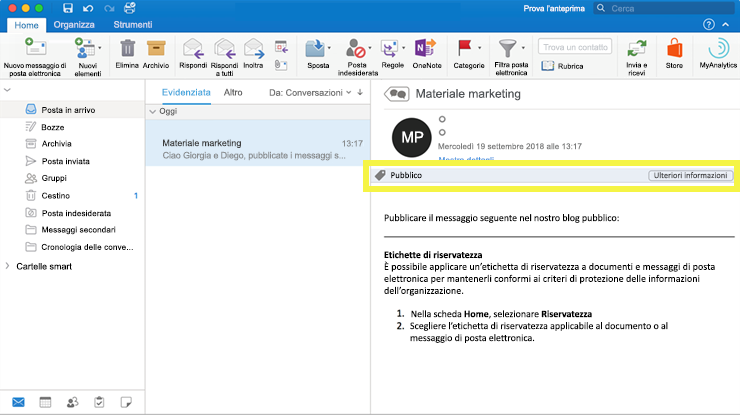 Prova l'anteprima
Cerca
Home Organizza Strumenti
Nuovo messaggio di posta elettronica
Nuovi elementi
Elimina
Archivio
Rispondi
Rispondi a tutti
Inoltra
Sposta
Posta indesiderata
Regole
OneNote
Categorie
Filtra posta elettronica
Trova un contatto
Rubrica
Invia e ricevi
Store
MyAnalytics
Posta in arrivo
Bozze
Archivia
Posta inviata
Gruppi
Cestino 1
Posta indesiderata
Messaggi secondari
Cronologia delle conve...
Cartelle smart
Evidenziata Altro Da: Conversazioni
Oggi
Materiale marketing 13:17
Ciao Giorgia e Diego, pubblicate i messaggi s...
Materiale marketing
MP
Mercoledì 19 settembre 2018 alle 13:17
Mostra dettagli
Pubblico Ulteriori informazioni
Pubblicare il messaggio seguente nel nostro blog pubblico:
Etichette di riservatezza
È possibile applicare un'etichetta di riservatezza a documenti e messaggi di posta
elettronica per mantenerli conformi ai criteri di protezione delle informazioni
dell'organizzazione.
1. Nella scheda Home, selezionare Riservatezza
2. Scegliere l'etichetta di riservatezza applicabile al documento o al
messaggio di posta elettronica.